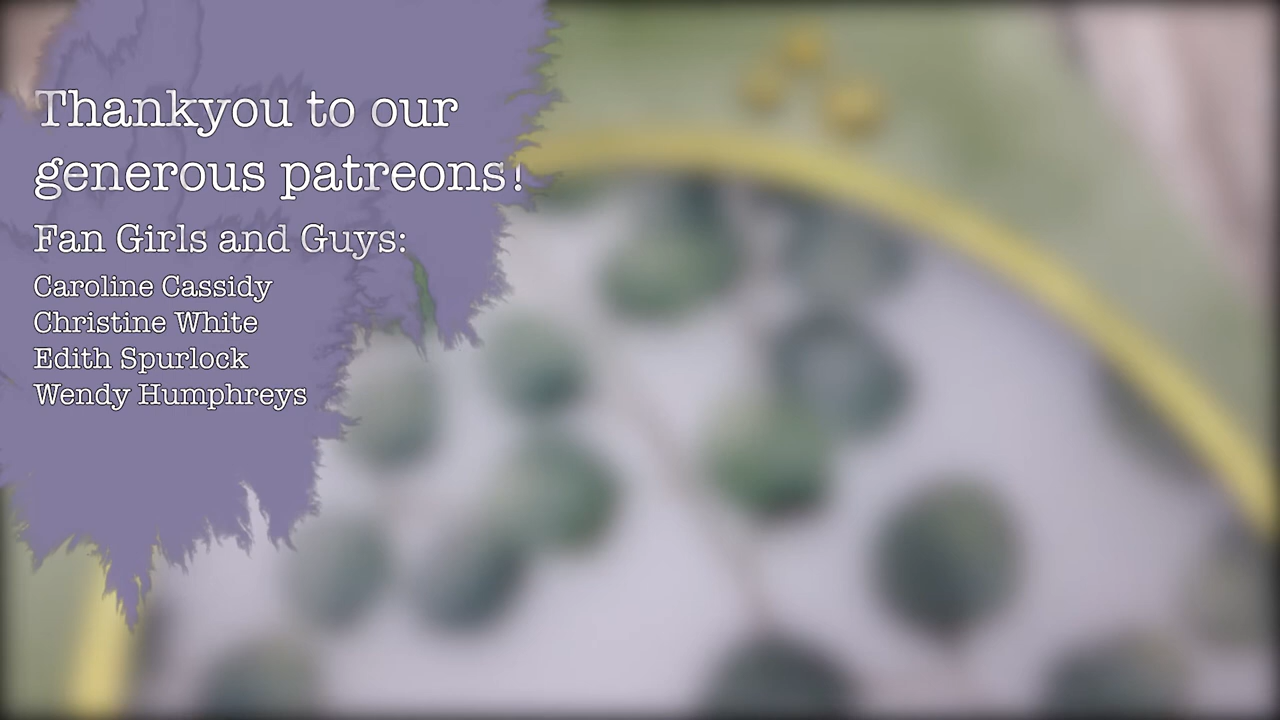 Thankyou to our
generous patreons!
Fan Girls and Guys:
Caroline Cassidy
Christine White
Edith Spurlock
Wendy Humphreys